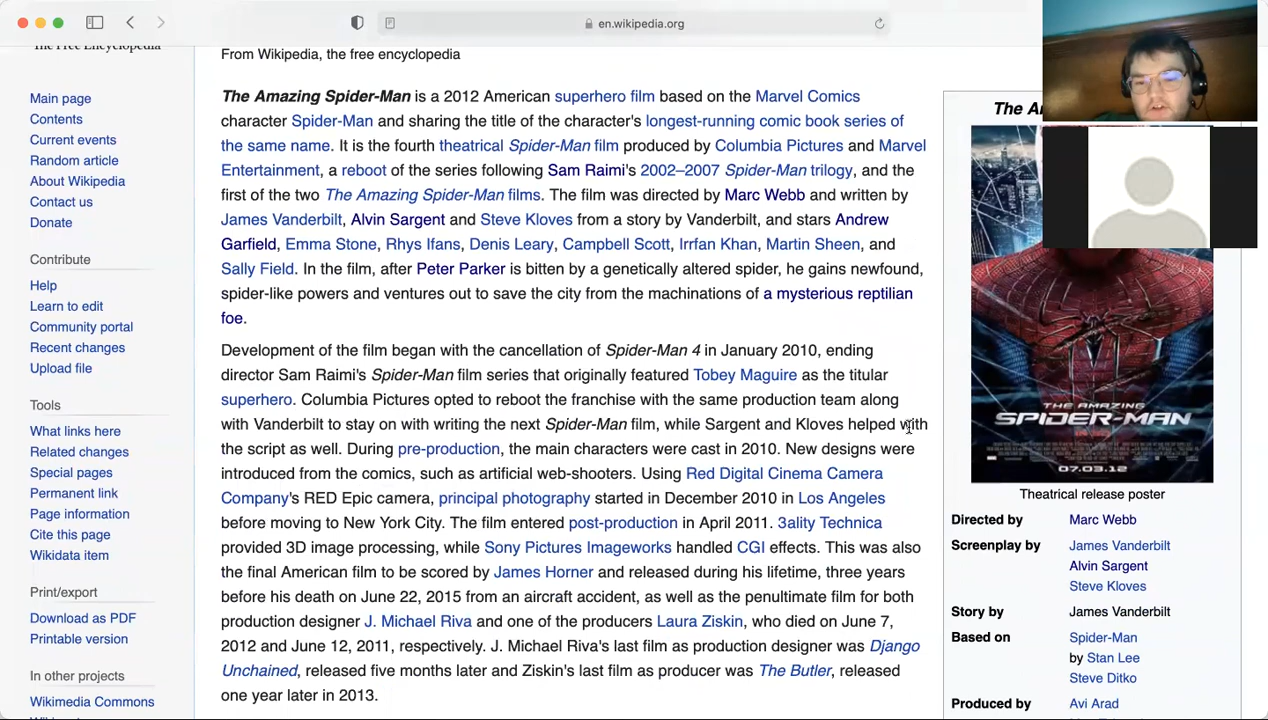 en.wikipedia.org
The Free Encyclopedia
Main page
Contents
Current events
Random article
About Wikipedia
Contact us
Donate
Contribute
Help
Learn to edit
Community portal
Recent changes
Upload file
Tools
What links here
Related changes
Special pages
Permanent link
Page information
Cite this page
Wikidata item
Print/export
Download as PDF
Printable version
In other projects
Wikimedia Commons
From Wikipedia, the free encyclopedia
The Amazing Spider-Man is a 2012 American superhero film based on the Marvel Comics
character Spider-Man and sharing the title of the character's longest-running comic book series of
the same name. It is the fourth theatrical Spider-Man film produced by Columbia Pictures and Marvel
Entertainment, a reboot of the series following Sam Raimi's 2002–2007 Spider-Man trilogy, and the
first of the two The Amazing Spider-Man films. The film was directed by Marc Webb and written by
James Vanderbilt, Alvin Sargent and Steve Kloves from a story by Vanderbilt, and stars Andrew
Garfield, Emma Stone, Rhys Ifans, Denis Leary, Campbell Scott, Irrfan Khan, Martin Sheen, and
Sally Field. In the film, after Peter Parker is bitten by a genetically altered spider, he gains newfound,
spider-like powers and ventures out to save the city from the machinations of a mysterious reptilian
foe.
Development of the film began with the cancellation of Spider-Man 4 in January 2010, ending
director Sam Raimi's Spider-Man film series that originally featured Tobey Maguire as the titular
superhero. Columbia Pictures opted to reboot the franchise with the same production team along
with Vanderbilt to stay on with writing the next Spider-Man film, while Sargent and Kloves helped with
the script as well. During pre-production, the main characters were cast in 2010. New designs were
introduced from the comics, such as artificial web-shooters. Using Red Digital Cinema Camera
Company's RED Epic camera, principal photography started in December 2010 in Los Angeles
before moving to New York City. The film entered post-production in April 2011. 3ality Technica
provided 3D image processing, while Sony Pictures Imageworks handled CGI effects. This was also
the final American film to be scored by James Horner and released during his lifetime, three years
before his death on June 22, 2015 from an aircraft accident, as well as the penultimate film for both
production designer J. Michael Riva and one of the producers Laura Ziskin, who died on June 7,
2012 and June 12, 2011, respectively. J. Michael Riva's last film as production designer was Django
Unchained, released five months later and Ziskin's last film as producer was The Butler, released
one year later in 2013.
The
THE AMAZING
SPIDER-MAN
07.03.12
Theatrical release poster
Directed by Marc Webb
Screenplay by James Vanderbilt
Alvin Sargent
Steve Kloves
Story by James Vanderbilt
Based on Spider-Man
by Stan Lee
Steve Ditko
Produced by Avi Arad